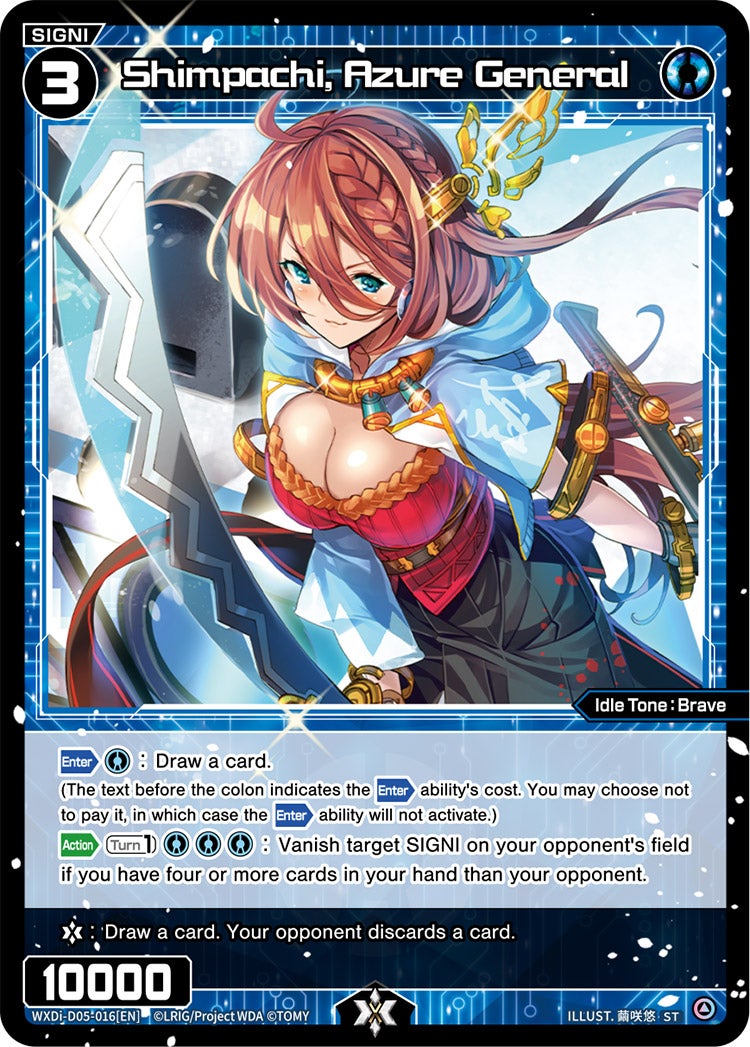 SIGNI
3
Shimpachi, Azure General
Idle Tone:Brave
Enter : Draw a card.
(The text before the colon indicates the Enter ability's cost. You may choose not
to pay it, in which case the Enter ability will not activate.)
Action Turn 1 : Vanish target SIGNI on your opponent's field
if you have four or more cards in your hand than your opponent.
: Draw a card. Your opponent discards a card.
10000
WXDi-D05-016[EN] ©LRIG/Project WDA ©TOMY
ILLUST. 繭咲悠 ST